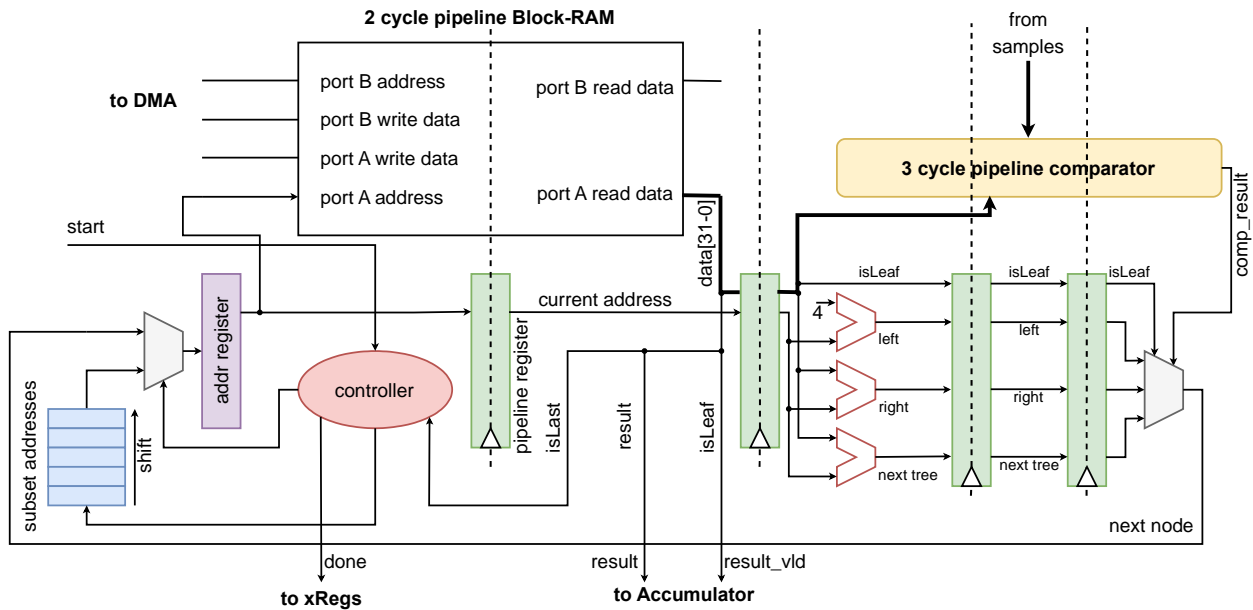 2 cycle pipeline Block-RAM
from
samples
to DMA
port B address
port B write data
port A write data
port A address
port B read data
port A read data
3 cycle pipeline comparator
start
data[31-0]
comp_result
addr register
pipeline register
current address
isLeaf
isLeaf
isLeaf
4
left
left
right
right
next tree
next tree
controller
subset addresses
shift
isLast
result
isLeaf
next node
done
result
result_vld
to xRegs
to Accumulator